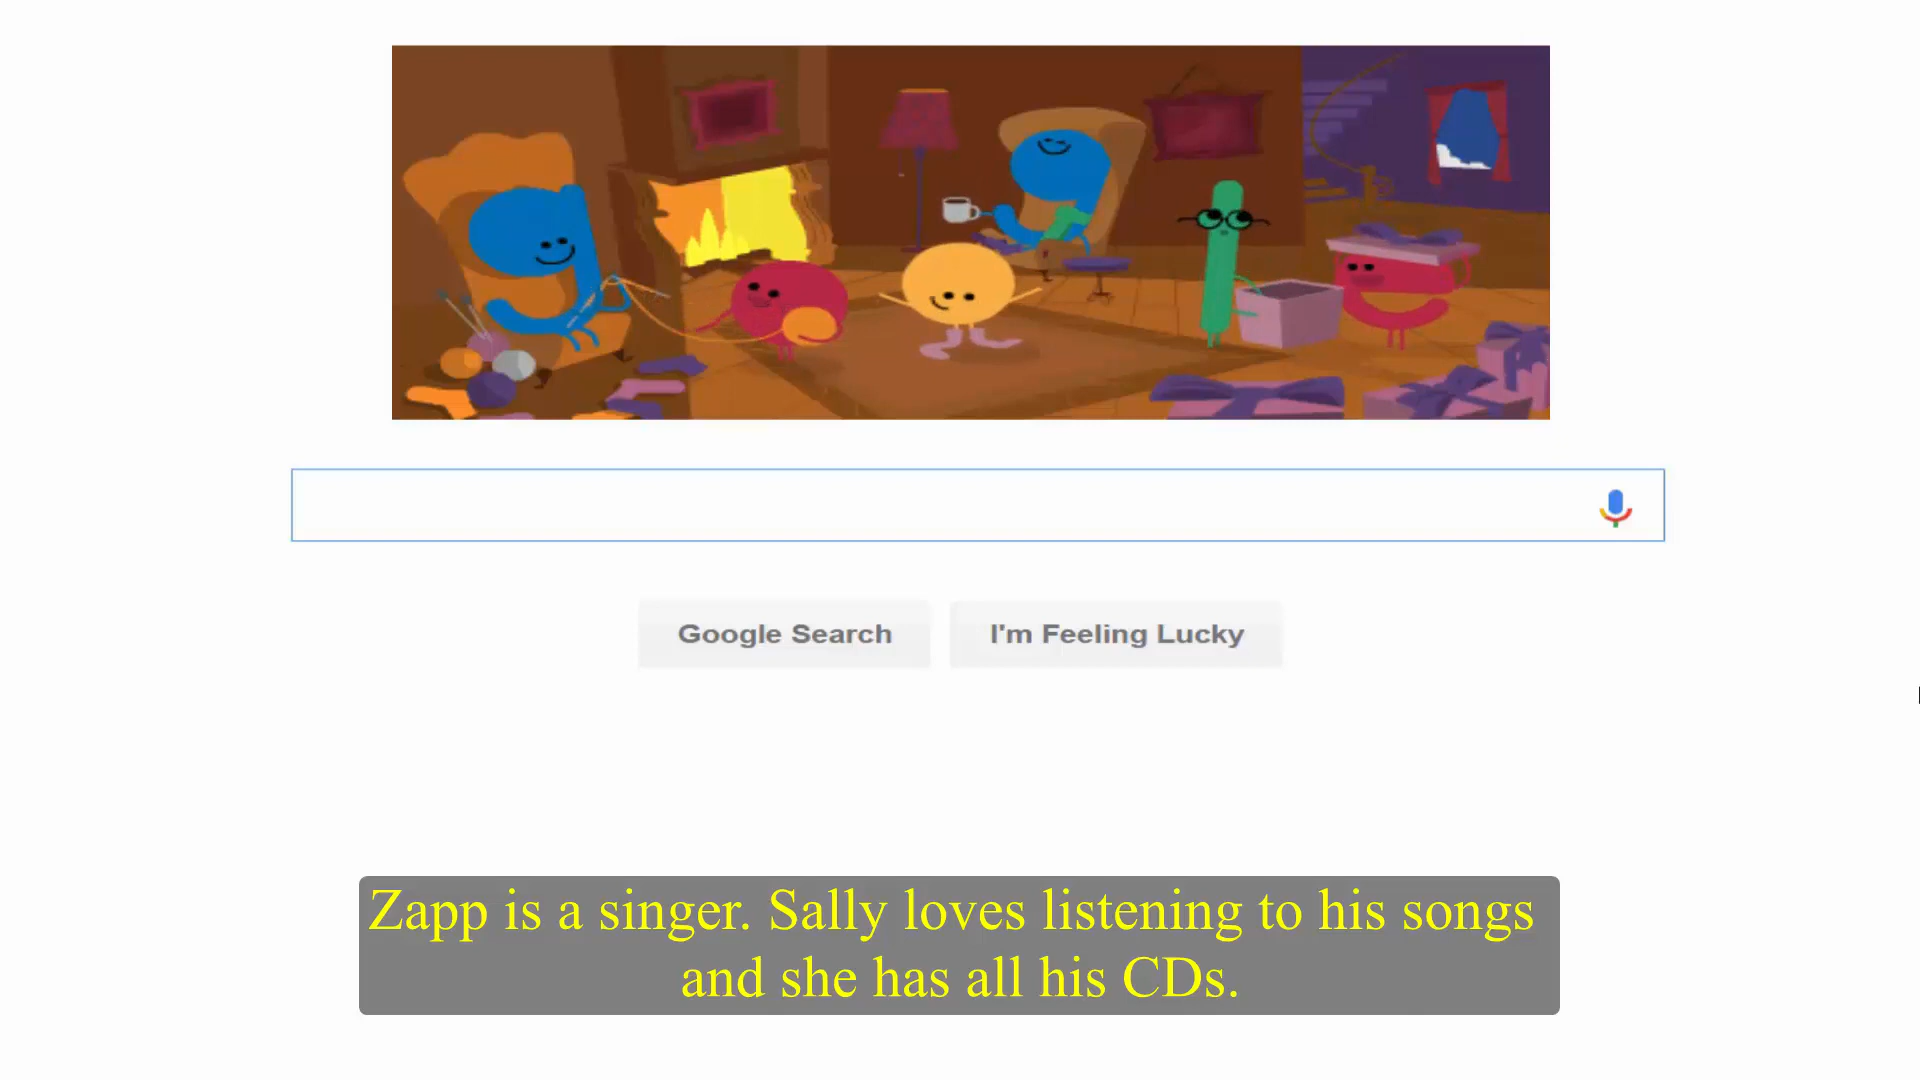 Google Search
I'm Feeling Lucky
Zapp is a singer. Sally loves listening to his songs
and she has all his CDs.